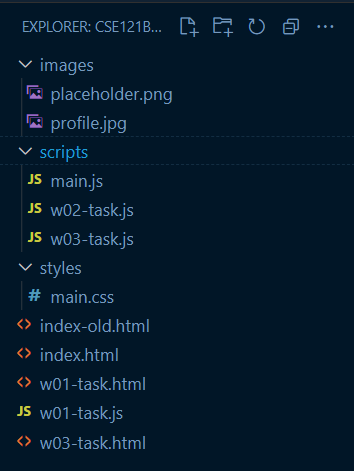 EXPLORER: CSE121B...
images
placeholder.png
profile.jpg
scripts
JS main.js
JS w02-task.js
JS w03-task.js
styles
# main.css
<> index-old.html
<> index.html
<> w01-task.html
JS w01-task.js
<> w03-task.html